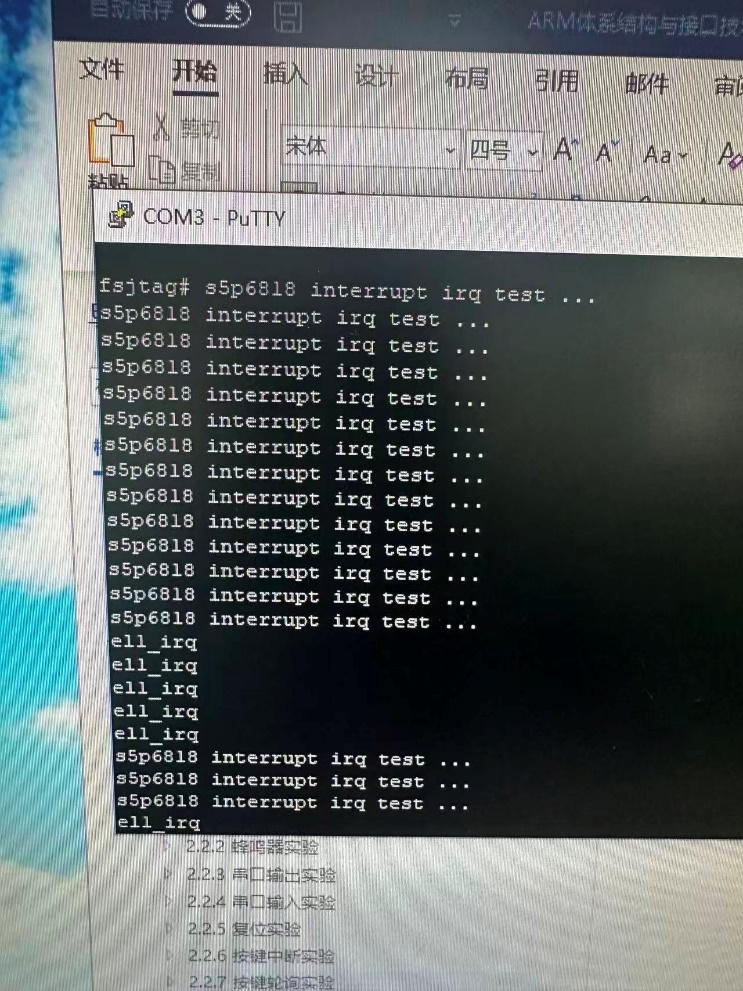 自动保存 关 ARM体系结构与接口技
文件 开始 插入 设计 布局 引用 邮件 审阅
剪切
宋体 四号 A A Aa A
复制
粘贴
COM3 - PuTTY
fsjtag# s5p6818 interrupt irq test ...
s5p6818 interrupt irq test ...
s5p6818 interrupt irq test ...
s5p6818 interrupt irq test ...
s5p6818 interrupt irq test ...
s5p6818 interrupt irq test ...
s5p6818 interrupt irq test ...
s5p6818 interrupt irq test ...
s5p6818 interrupt irq test ...
s5p6818 interrupt irq test ...
s5p6818 interrupt irq test ...
s5p6818 interrupt irq test ...
s5p6818 interrupt irq test ...
s5p6818 interrupt irq test ...
ell_irq
ell_irq
ell_irq
ell_irq
ell_irq
s5p6818 interrupt irq test ...
s5p6818 interrupt irq test ...
s5p6818 interrupt irq test ...
ell_irq
2.2.2 蜂鸣器实验
2.2.3 串口输出实验
2.2.4 串口输入实验
2.2.5 复位实验
2.2.6 按键中断实验
2.2.7 按键轮询实验